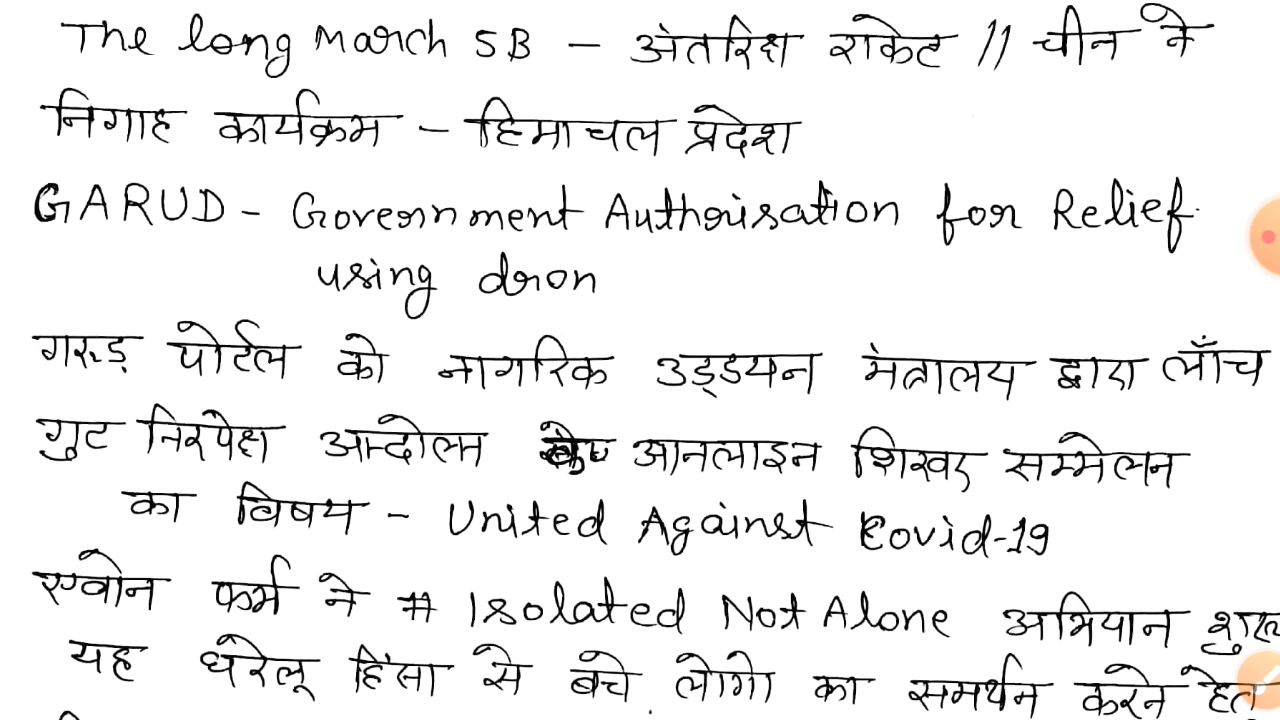 The long March 5B – अंतरिक्ष राकेट // चीन ने
निगाह कार्यक्रम – हिमाचल प्रदेश
GARUD – Government Authorisation for Relief
using dron
गरुड़ पोर्टल को नागरिक उड्डयन मंत्रालय द्वारा लाँच
गुट निरपेक्ष आन्दोलन आनलाइन शिखर सम्मेलन
का विषय – United Against Covid-19
एवोन फर्म ने # Isolated Not Alone अभियान शुरू
यह घरेलू हिंसा से बचे लोगो का समर्थन करने हेतु